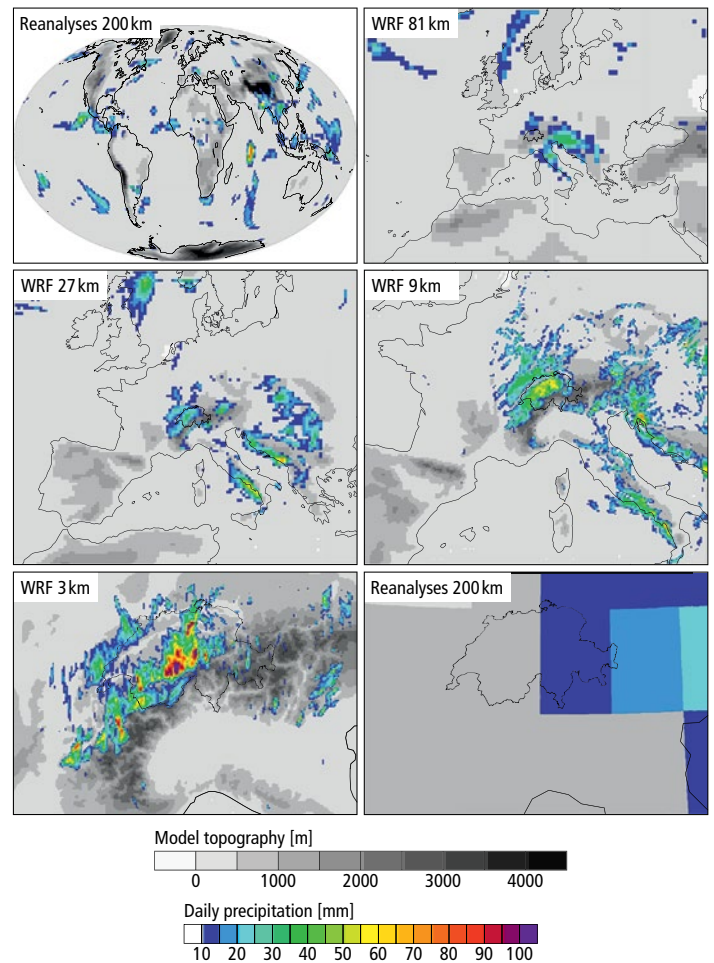 Reanalyses 200 km
WRF 81 km
WRF 27 km
WRF 9 km
WRF 3 km
Reanalyses 200 km
Model topography [m]
0 1000 2000 3000 4000
Daily precipitation [mm]
10 20 30 40 50 60 70 80 90 100